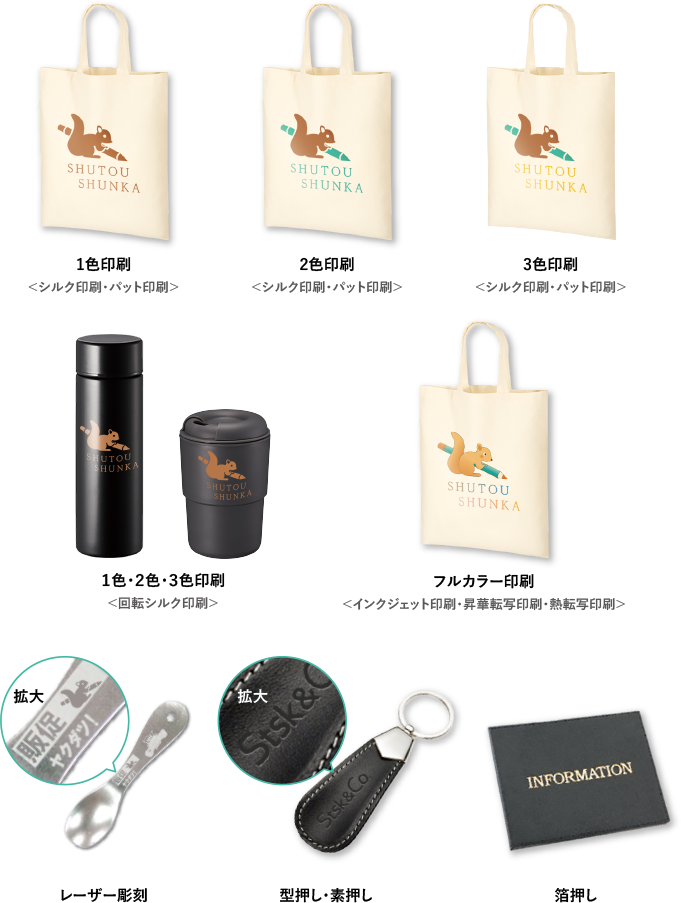 SHUTOU
SHUNKA
SHUTOU
SHUNKA
SHUTOU
SHUNKA
1色印刷
2色印刷
3色印刷
<シルク印刷・パット印刷>
<シルク印刷・パット印刷>
<シルク印刷・パット印刷>
SHUTOU
SHUNKA
SHUTOU
SHUNKA
SHUTOU
SHUNKA
1色・2色・3色印刷
フルカラー印刷
<回転シルク印刷>
<インクジェット印刷・昇華転写印刷・熱転写印刷>
拡大
販促
ヤクダツ!
拡大
Stsk&C
Stsk&Co
INFORMATION
レーザー彫刻
型押し・素押し
箔押し